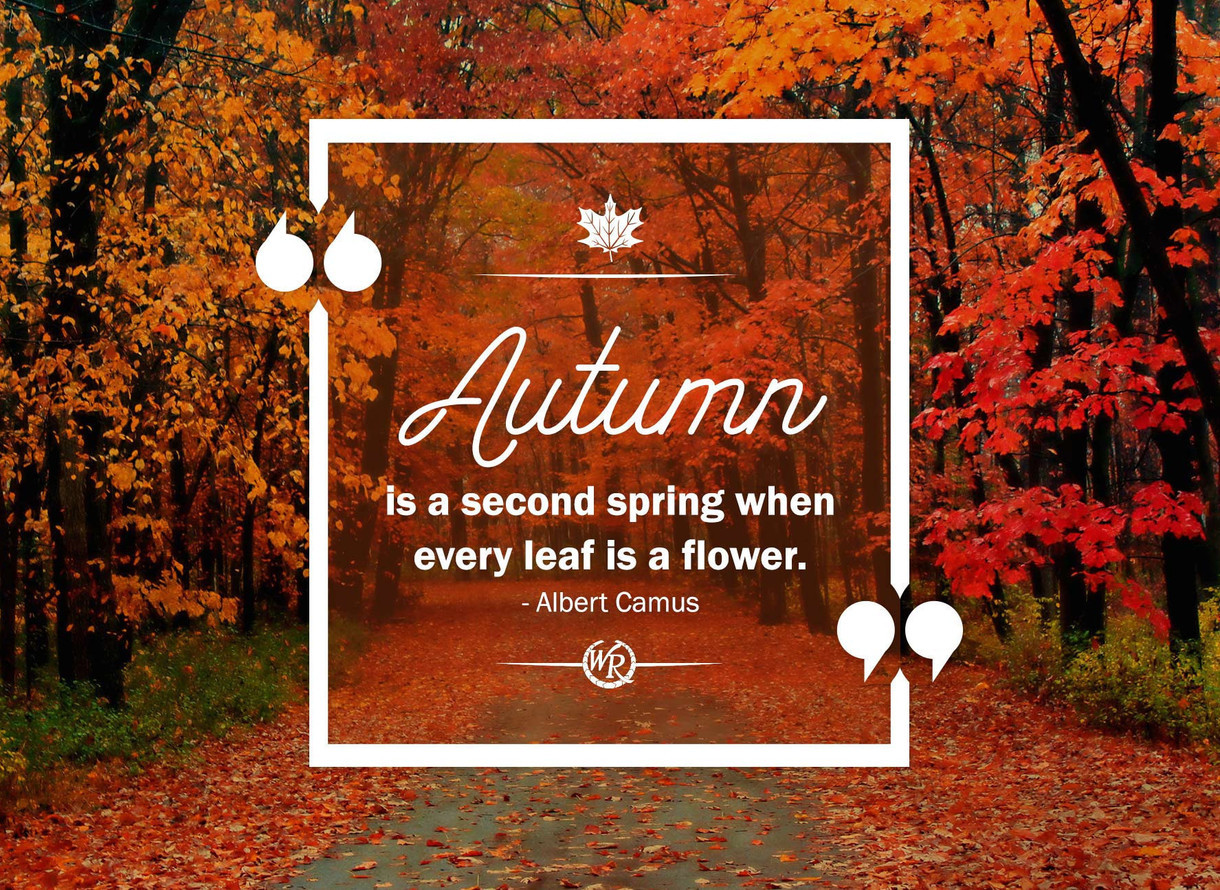 Autumn
is a second spring when
every leaf is a flower.
- Albert Camus
WR